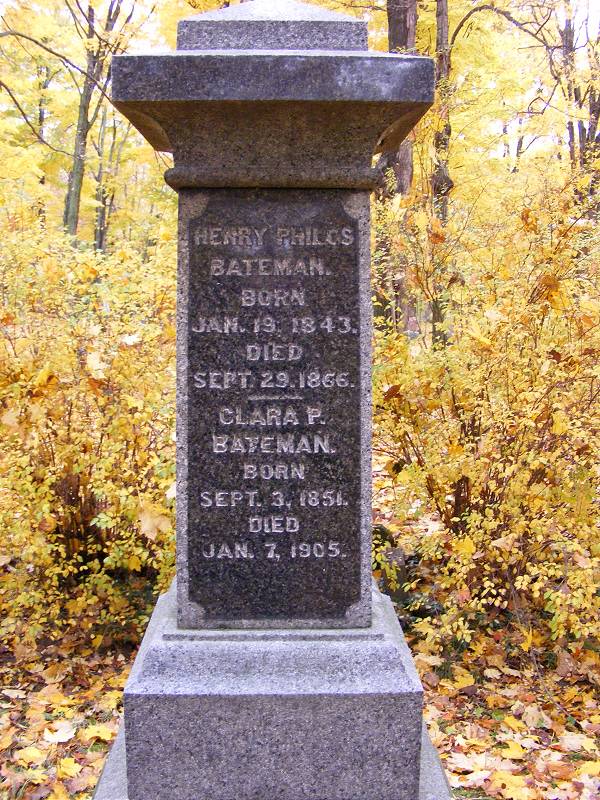 HENRY PHILOS
BATEMAN.
BORN
JAN. 19. 1843.
DIED
SEPT. 29. 1866.
CLARA P.
BATEMAN.
BORN
SEPT. 3, 1851.
DIED
JAN. 7, 1905.